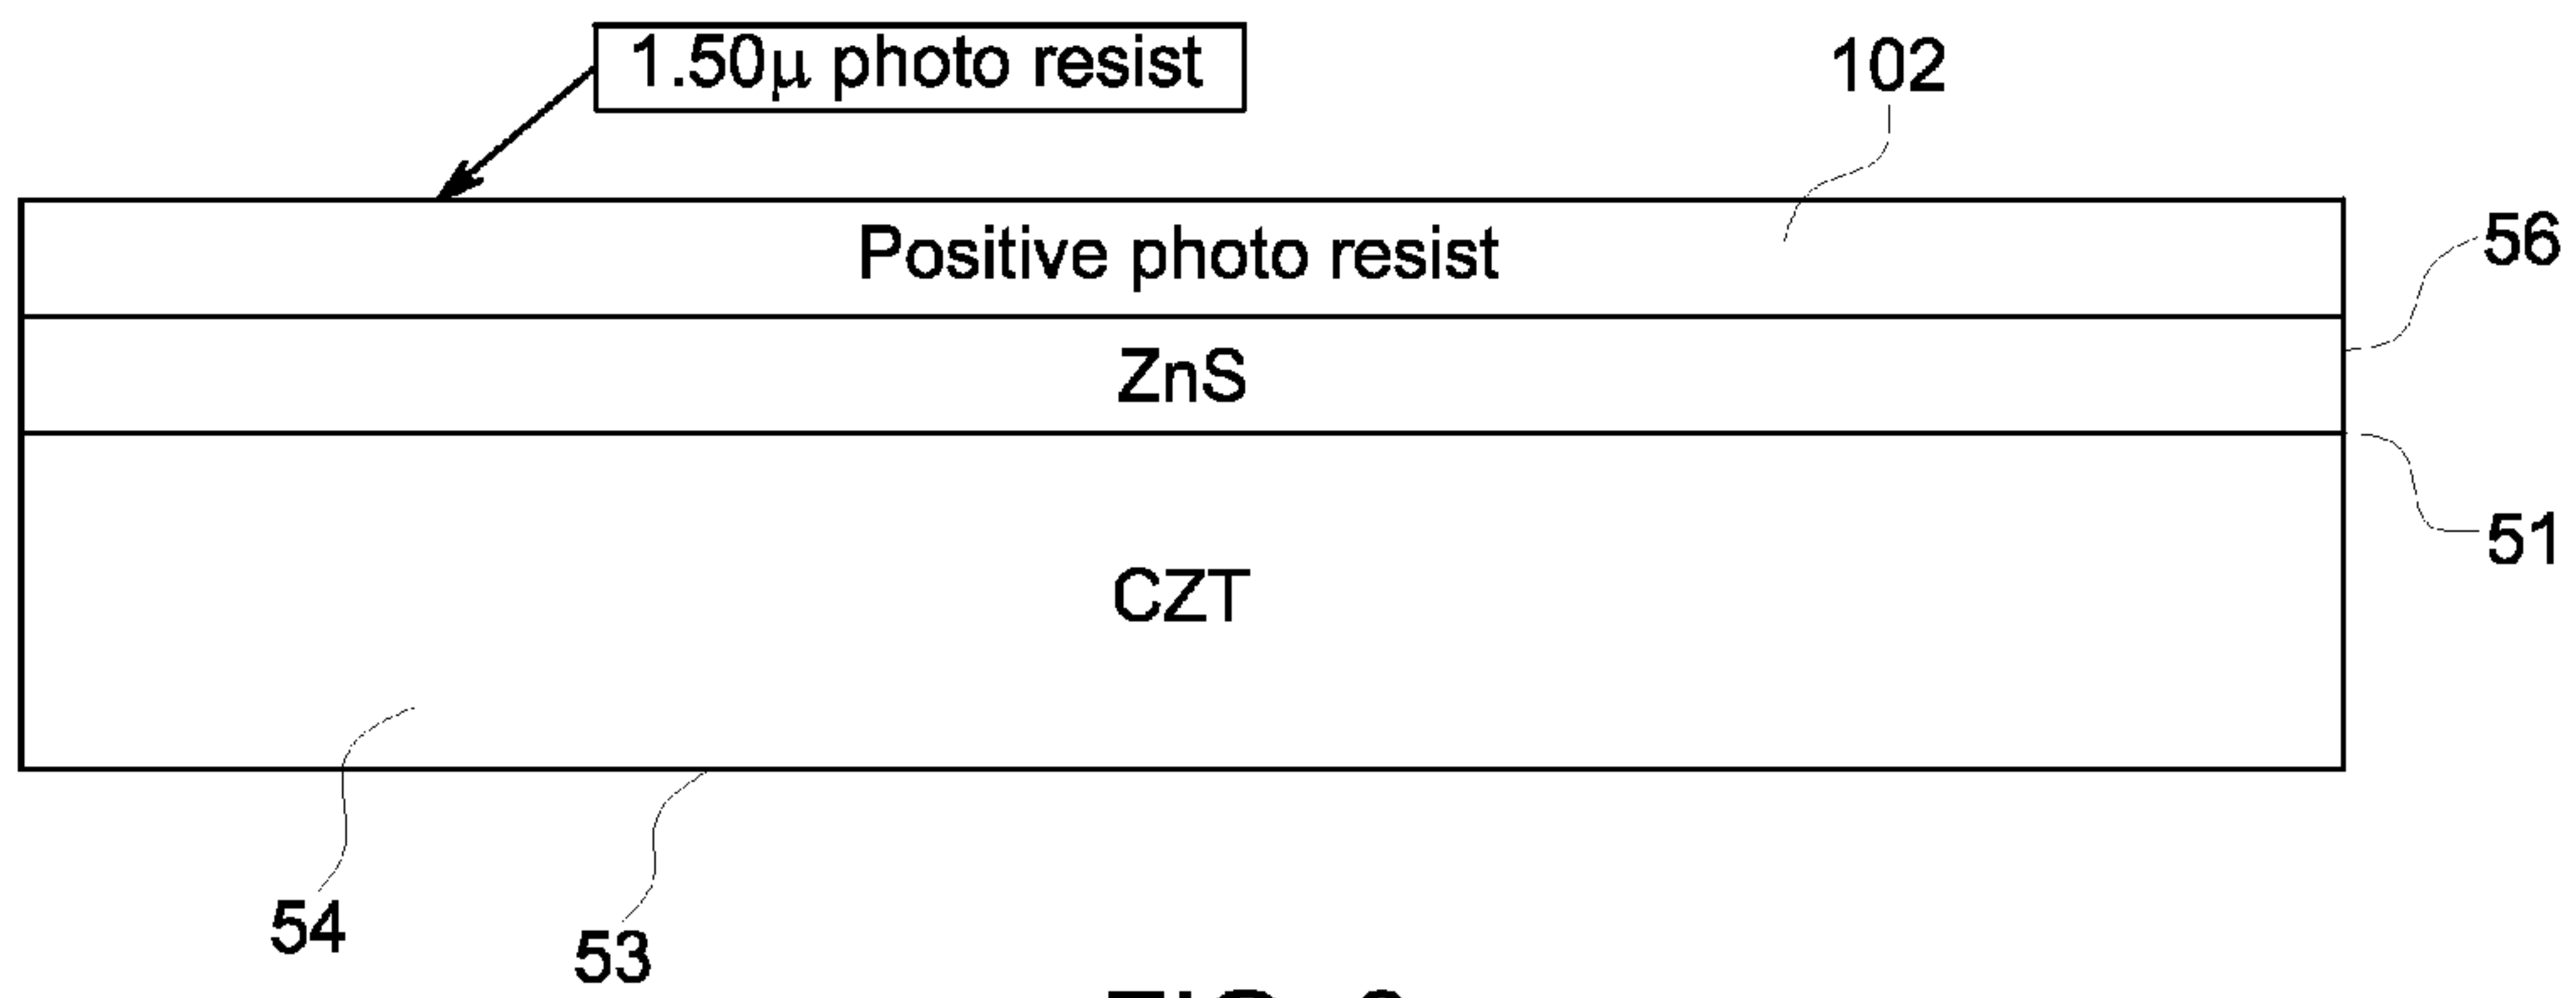 1.50μ photo resist
102
Positive photo resist
56
ZnS
51
CZT
54
53